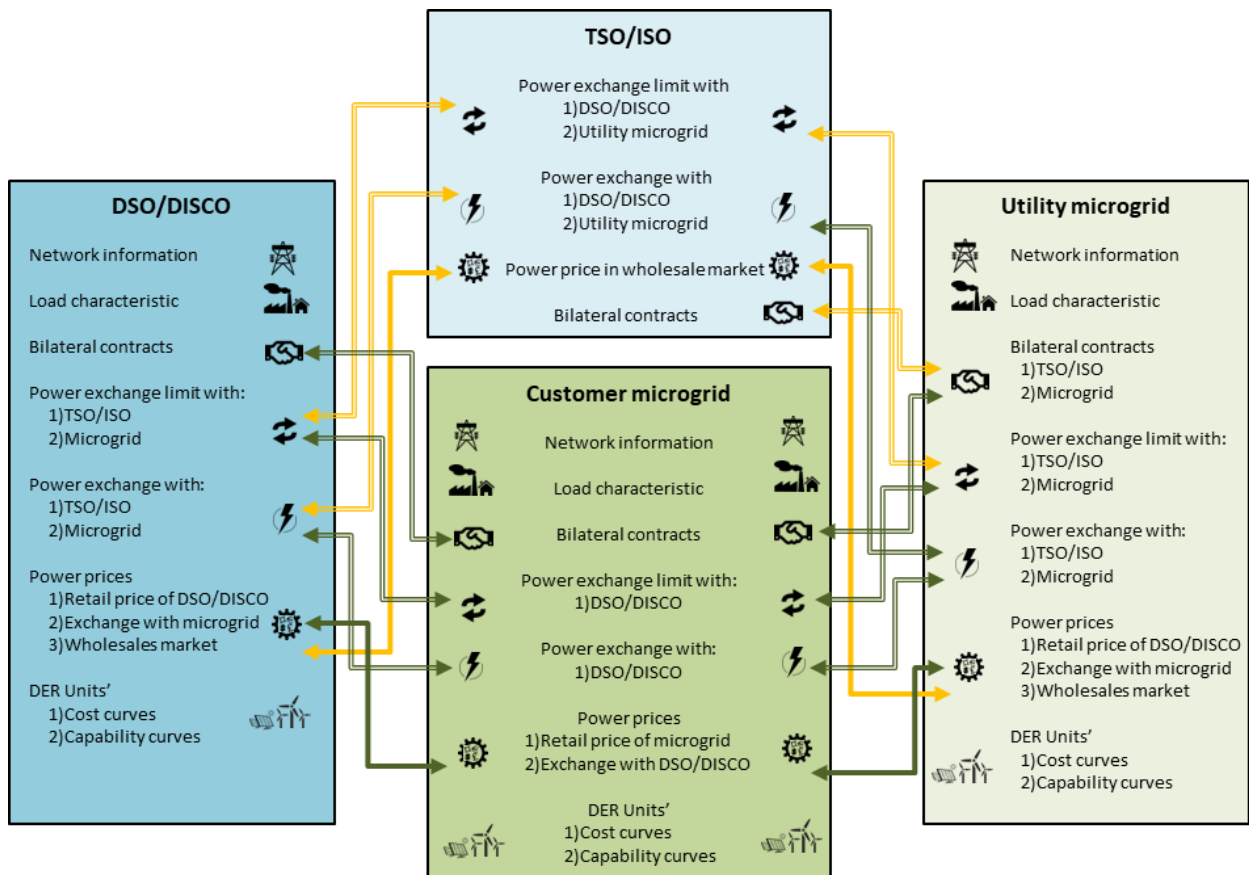 TSO/ISO
Power exchange limit with
1)DSO/DISCO
2)Utility microgrid
Power exchange with
1)DSO/DISCO
2)Utility microgrid
Power price in wholesale market
Bilateral contracts
DSO/DISCO
Network information
Load characteristic
Bilateral contracts
Power exchange limit with:
1)TSO/ISO
2)Microgrid
Power exchange with:
1)TSO/ISO
2)Microgrid
Power prices
1)Retail price of DSO/DISCO
2)Exchange with microgrid
3)Wholesales market
DER Units’
1)Cost curves
2)Capability curves
Customer microgrid
Network information
Load characteristic
Bilateral contracts
Power exchange limit with:
1)DSO/DISCO
Power exchange with:
1)DSO/DISCO
Power prices
1)Retail price of microgrid
2)Exchange with DSO/DISCO
DER Units’
1)Cost curves
2)Capability curves
Utility microgrid
Network information
Load characteristic
Bilateral contracts
1)TSO/ISO
2)Microgrid
Power exchange limit with:
1)TSO/ISO
2)Microgrid
Power exchange with:
1)TSO/ISO
2)Microgrid
Power prices
1)Retail price of DSO/DISCO
2)Exchange with microgrid
3)Wholesales market
DER Units’
1)Cost curves
2)Capability curves